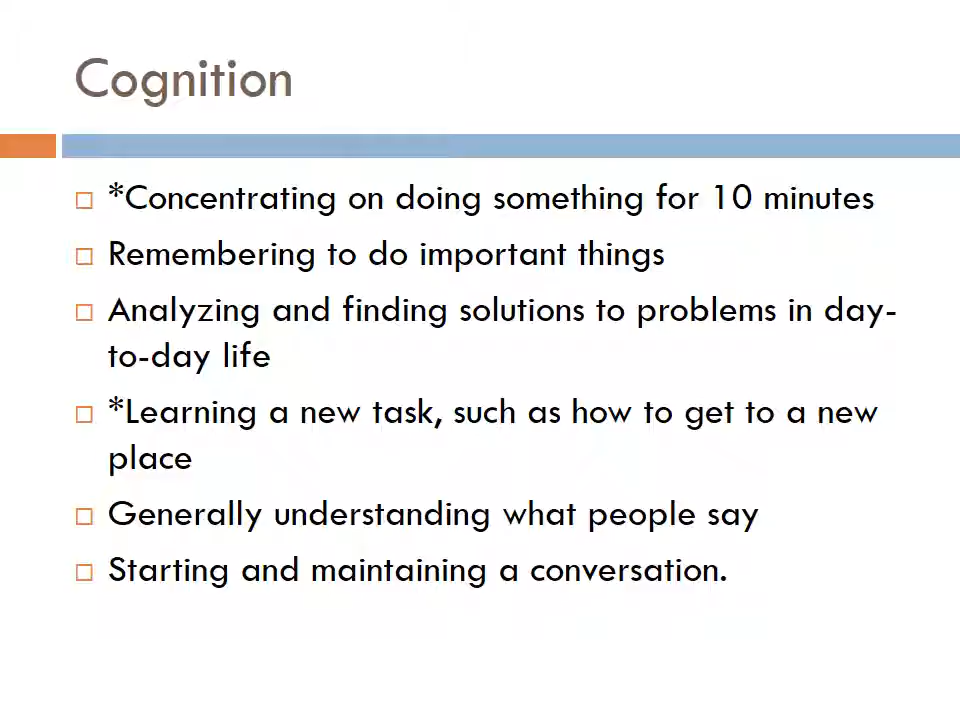 Cognition
*Concentrating on doing something for 10 minutes
Remembering to do important things
Analyzing and finding solutions to problems in day-
to-day life
*Learning a new task, such as how to get to a new
place
Generally understanding what people say
Starting and maintaining a conversation.